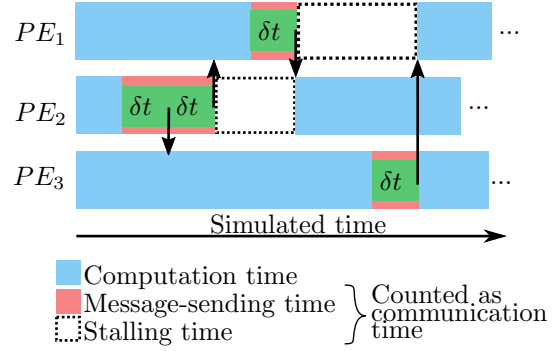 PE₁ δt ...
PE₂ δt δt ...
PE₃ δt ...
Simulated time
Computation time
Message-sending time
Stalling time
Counted as
communication
time